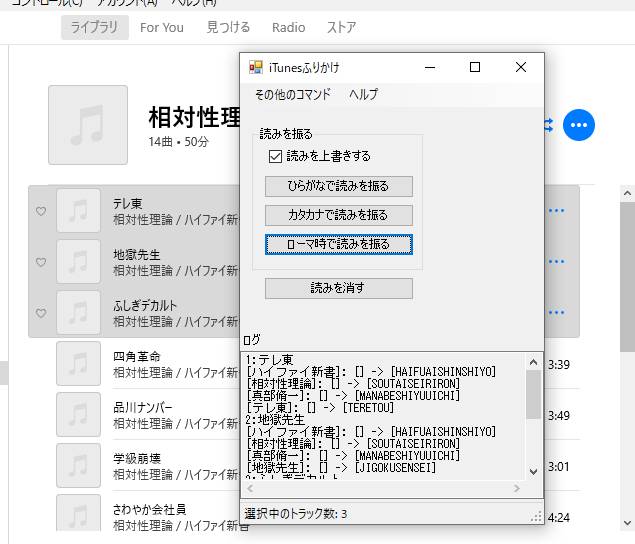 コントロール(C) アカウント(A) ヘルプ(H)
ライブラリ For You 見つける Radio ストア
相対性理
14曲 • 50分
テレ東
相対性理論 / ハイファイ新
地獄先生
相対性理論 / ハイファイ新
ふしぎデカルト
相対性理論 / ハイファイ新
四角革命
相対性理論 / ハイファイ新
3:39
品川ナンバー
相対性理論 / ハイファイ新
3:49
学級崩壊
相対性理論 / ハイファイ新
3:01
さわやか会社員
相対性理論 / ハイファイ新書
4:24
iTunesふりかけ
その他のコマンド ヘルプ
読みを振る
読みを上書きする
ひらがなで読みを振る
カタカナで読みを振る
ローマ時で読みを振る
読みを消す
ログ
1:テレ東
[ハイファイ新書]: [] -> [HAIFUAISHINSHIYO]
[相対性理論]: [] -> [SOUTAISEIRIRON]
[真部脩一]: [] -> [MANABESHIYUUICHI]
[テレ東]: [] -> [TERETOU]
2:地獄先生
[ハイファイ新書]: [] -> [HAIFUAISHINSHIYO]
[相対性理論]: [] -> [SOUTAISEIRIRON]
[真部脩一]: [] -> [MANABESHIYUUICHI]
[地獄先生]: [] -> [JIGOKUSENSEI]
3:ふしぎデカルト
選択中のトラック数: 3